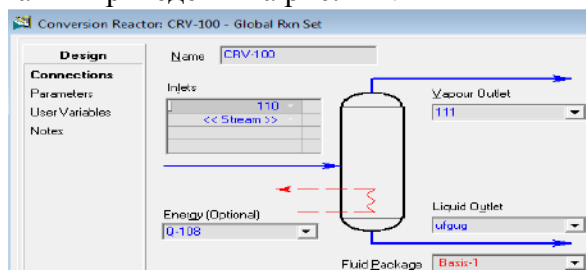 Conversion Reactor: CRV-100 - Global Rxn Set
Design
Connections
Parameters
User Variables
Notes
Name CRV-100
Inlets
110
<< Stream >>
Vapour Outlet
111
Energy (Optional)
Q-108
Liquid Outlet
ufgug
Fluid Package Basis-1